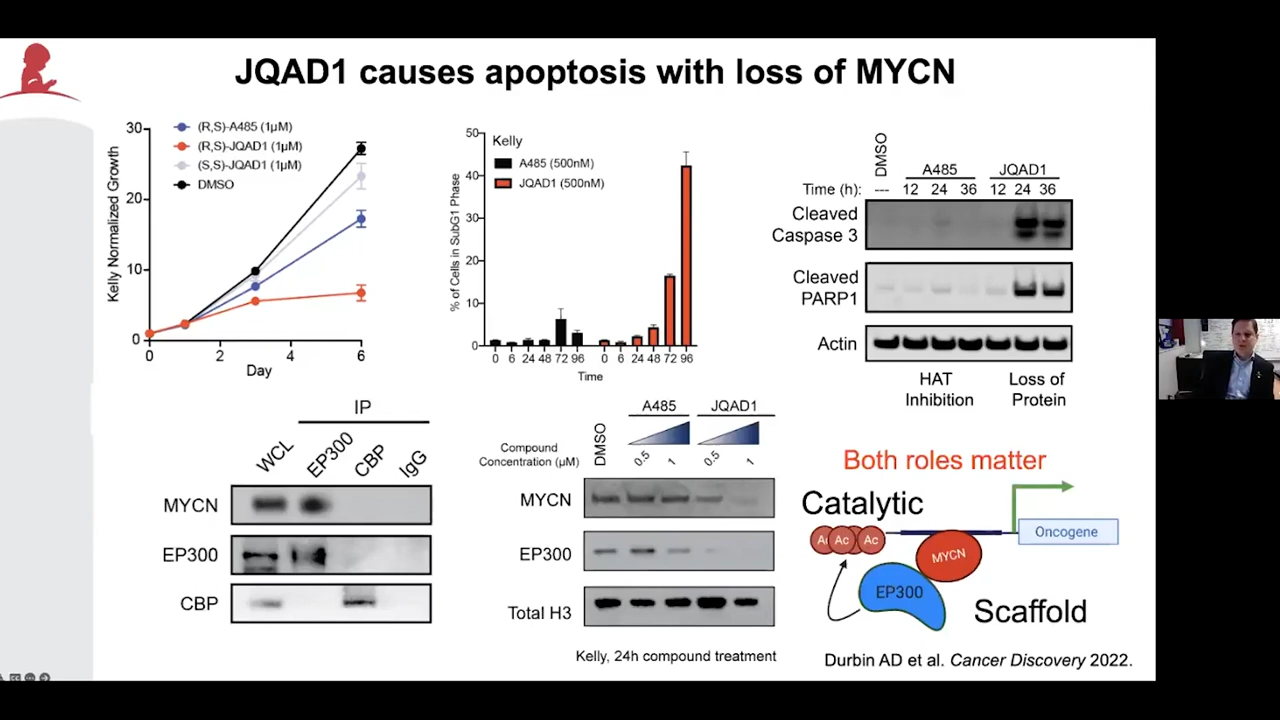 JQAD1 causes apoptosis with loss of MYCN
(R,S)-A485 (1µM)
(R,S)-JQAD1 (1µM)
(S,S)-JQAD1 (1µM)
DMSO
Kelly Normalized Growth
30
20
10
0
0 2 4 6
Day
Kelly
A485 (500nM)
JQAD1 (500nM)
% of Cells in SubG1 Phase
50
40
30
20
10
0
0 6 24 48 72 96 0 6 24 48 72 96
Time
DMSO
A485 JQAD1
Time (h): --- 12 24 36 12 24 36
Cleaved
Caspase 3
Cleaved
PARP1
Actin
HAT
Inhibition
Loss of
Protein
IP
WCL EP300 CBP IgG
MYCN
EP300
CBP
A485 JQAD1
DMSO
Compound
Concentration (µM)
0.5 1 0.5 1
MYCN
EP300
Total H3
Kelly, 24h compound treatment
Both roles matter
Catalytic
Ac Ac Ac
Oncogene
MYCN
EP300
Scaffold
Durbin AD et al. Cancer Discovery 2022.